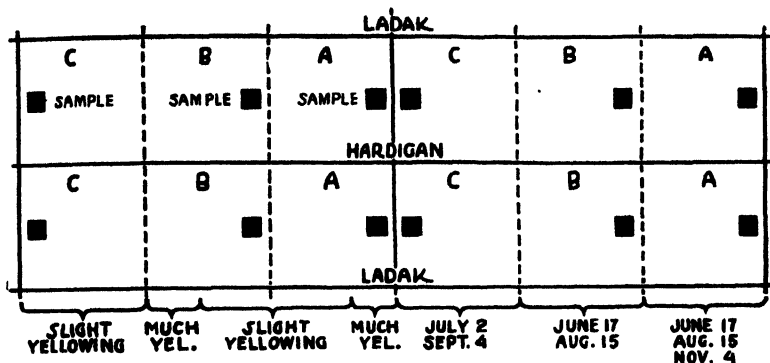 LADAK
C B A C B A
SAMPLE SAMPLE SAMPLE
HARDIGAN
C B A C B A
LADAK
SLIGHT YELLOWING
MUCH YEL.
SLIGHT YELLOWING
MUCH YEL.
JULY 2
SEPT. 4
JUNE 17
AUG. 15
JUNE 17
AUG. 15
NOV. 4